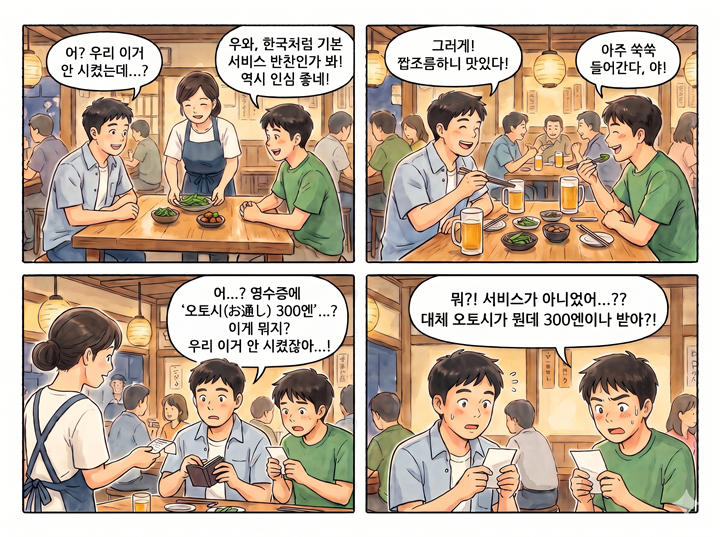 어? 우리 이거
안 시켰는데...?
우와, 한국처럼 기본
서비스 반찬인가 봐!
역시 인심 좋네!
그러게!
짭조름하니 맛있다!
아주 쑥쑥
들어간다, 야!
어...? 영수증에
‘오토시(お通し) 300엔’...?
이게 뭐지?
우리 이거 안 시켰잖아...!
뭐?! 서비스가 아니었어...??
대체 오토시가 뭔데 300엔이나 받아?!